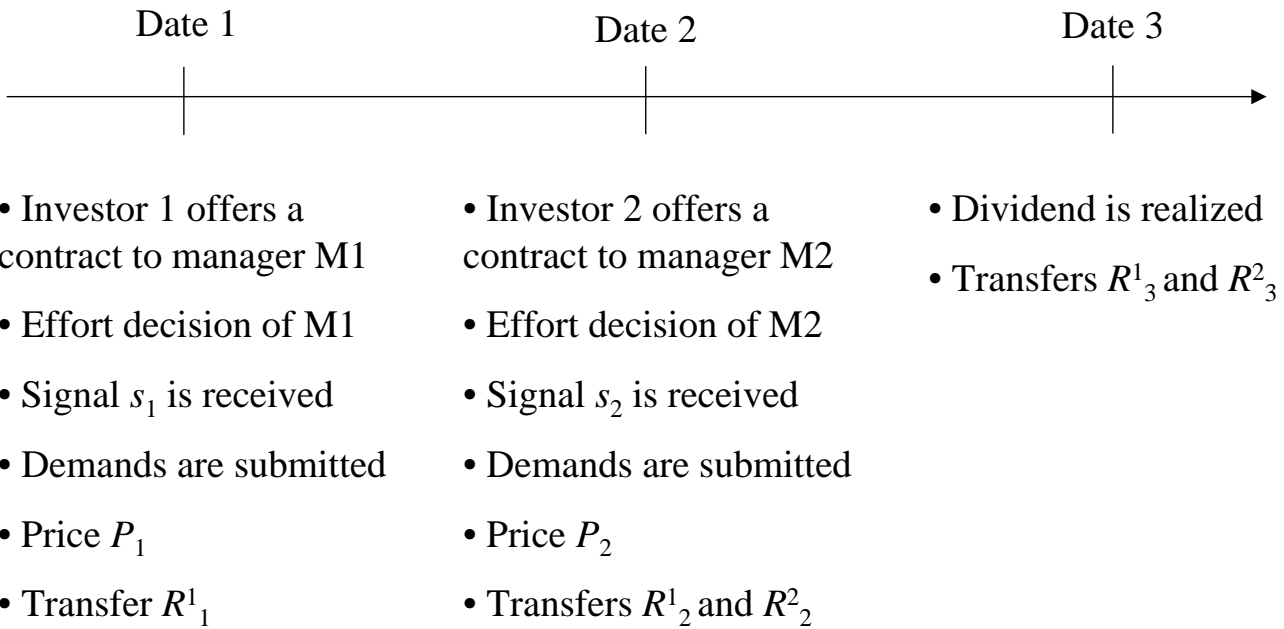 Date 1
Date 2
Date 3
• Investor 1 offers a
contract to manager M1
• Effort decision of M1
• Signal s₁ is received
• Demands are submitted
• Price P₁
• Transfer R¹₁
• Investor 2 offers a
contract to manager M2
• Effort decision of M2
• Signal s₂ is received
• Demands are submitted
• Price P₂
• Transfers R¹₂ and R²₂
• Dividend is realized
• Transfers R¹₃ and R²₃